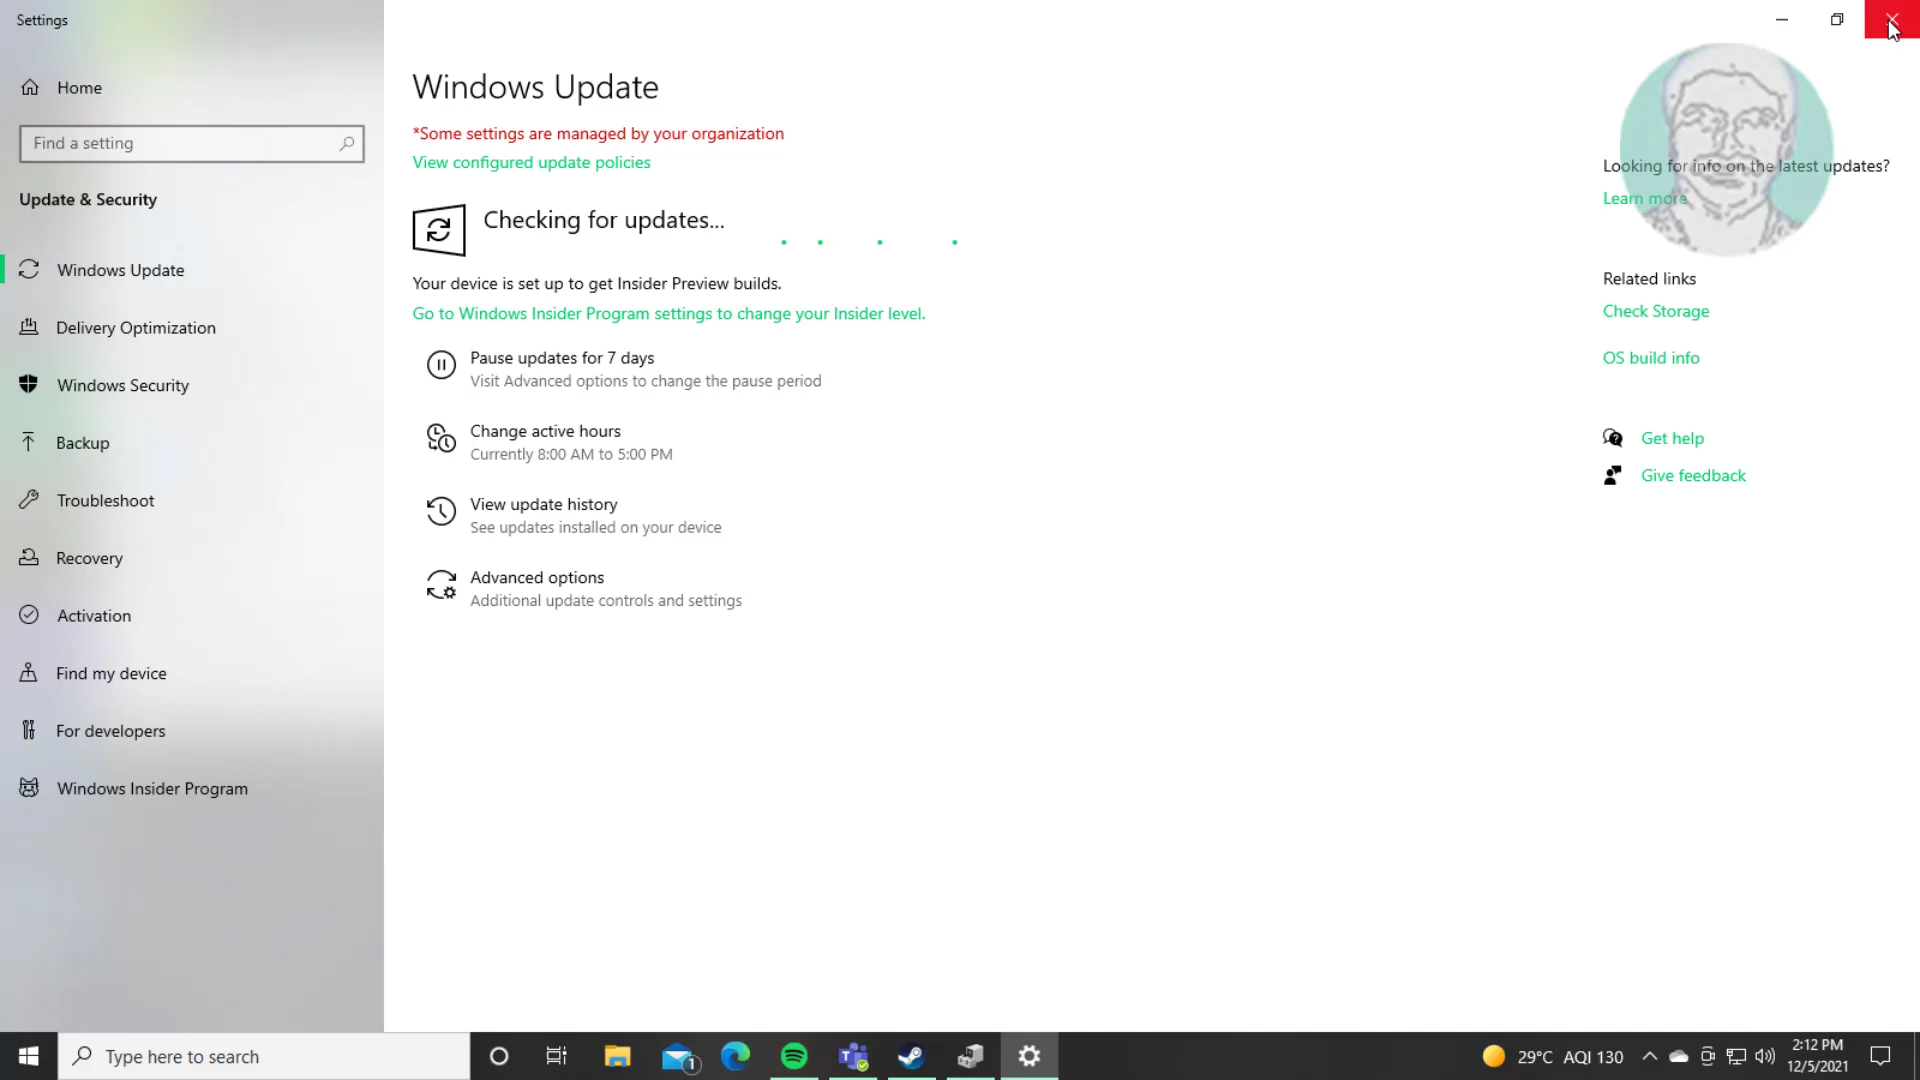 Settings
Home
Find a setting
Update & Security
Windows Update
Delivery Optimization
Windows Security
Backup
Troubleshoot
Recovery
Activation
Find my device
For developers
Windows Insider Program
Windows Update
*Some settings are managed by your organization
View configured update policies
Checking for updates...
Your device is set up to get Insider Preview builds.
Go to Windows Insider Program settings to change your Insider level.
Pause updates for 7 days
Visit Advanced options to change the pause period
Change active hours
Currently 8:00 AM to 5:00 PM
View update history
See updates installed on your device
Advanced options
Additional update controls and settings
Looking for info on the latest updates?
Learn more
Related links
Check Storage
OS build info
Get help
Give feedback
Type here to search
1
29°C AQI 130
2:12 PM
12/5/2021